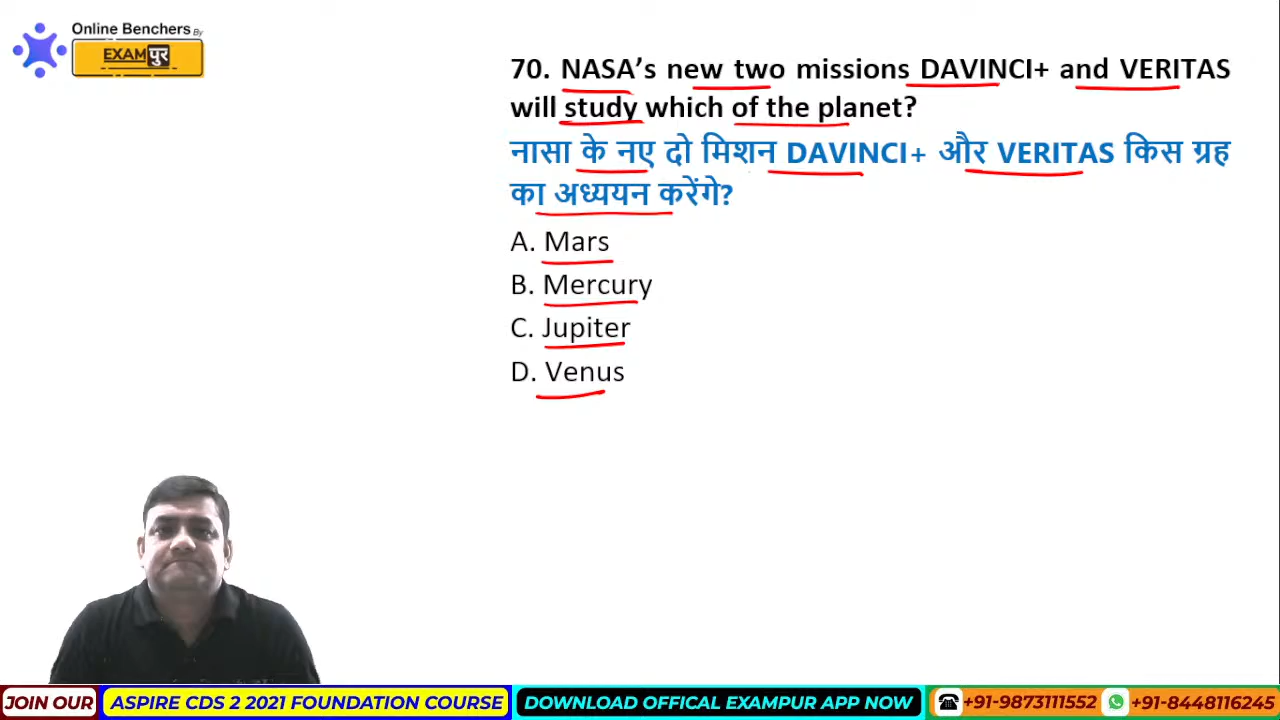 Online Benchers By
EXAMपुर
70. NASA’s new two missions DAVINCI+ and VERITAS
will study which of the planet?
नासा के नए दो मिशन DAVINCI+ और VERITAS किस ग्रह
का अध्ययन करेंगे?
A. Mars
B. Mercury
C. Jupiter
D. Venus
JOIN OUR ASPIRE CDS 2 2021 FOUNDATION COURSE DOWNLOAD OFFICAL EXAMPUR APP NOW +91-9873111552 +91-8448116245